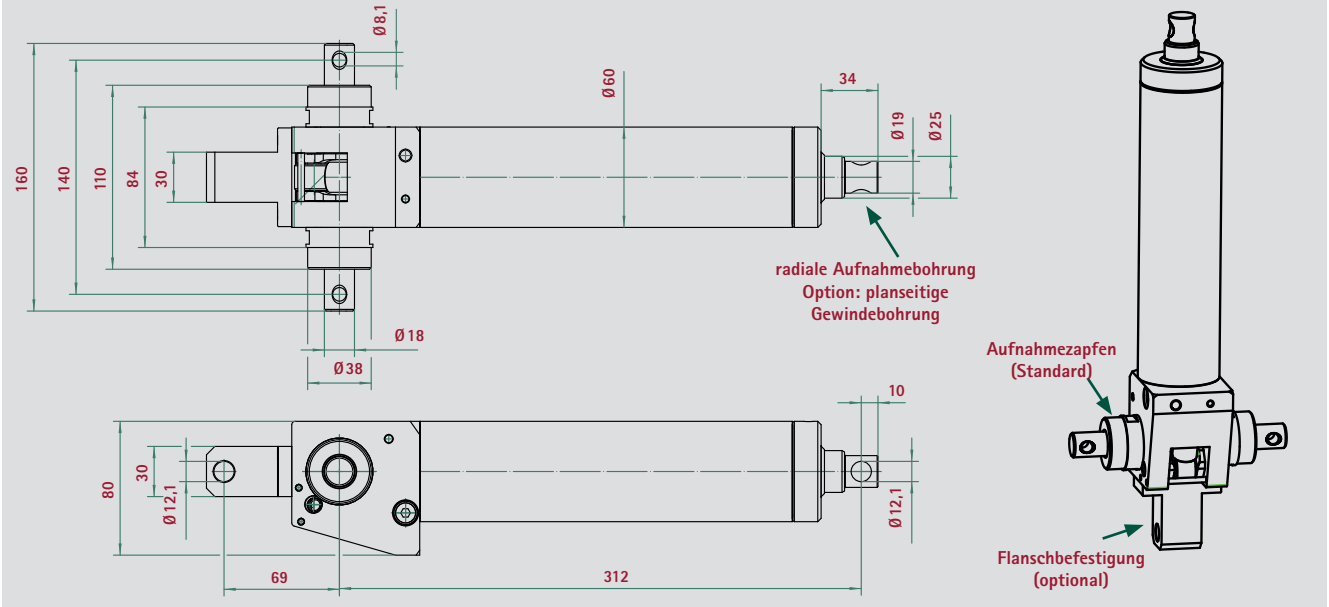 Ø8,1
160
140
110
84
30
Ø60
34
Ø19
Ø25
radiale Aufnahmebohrung
Option: planseitige
Gewindebohrung
Ø18
Ø38
80
30
Ø12,1
69
312
10
Ø12,1
Aufnahmezapfen
(Standard)
Flanschbefestigung
(optional)